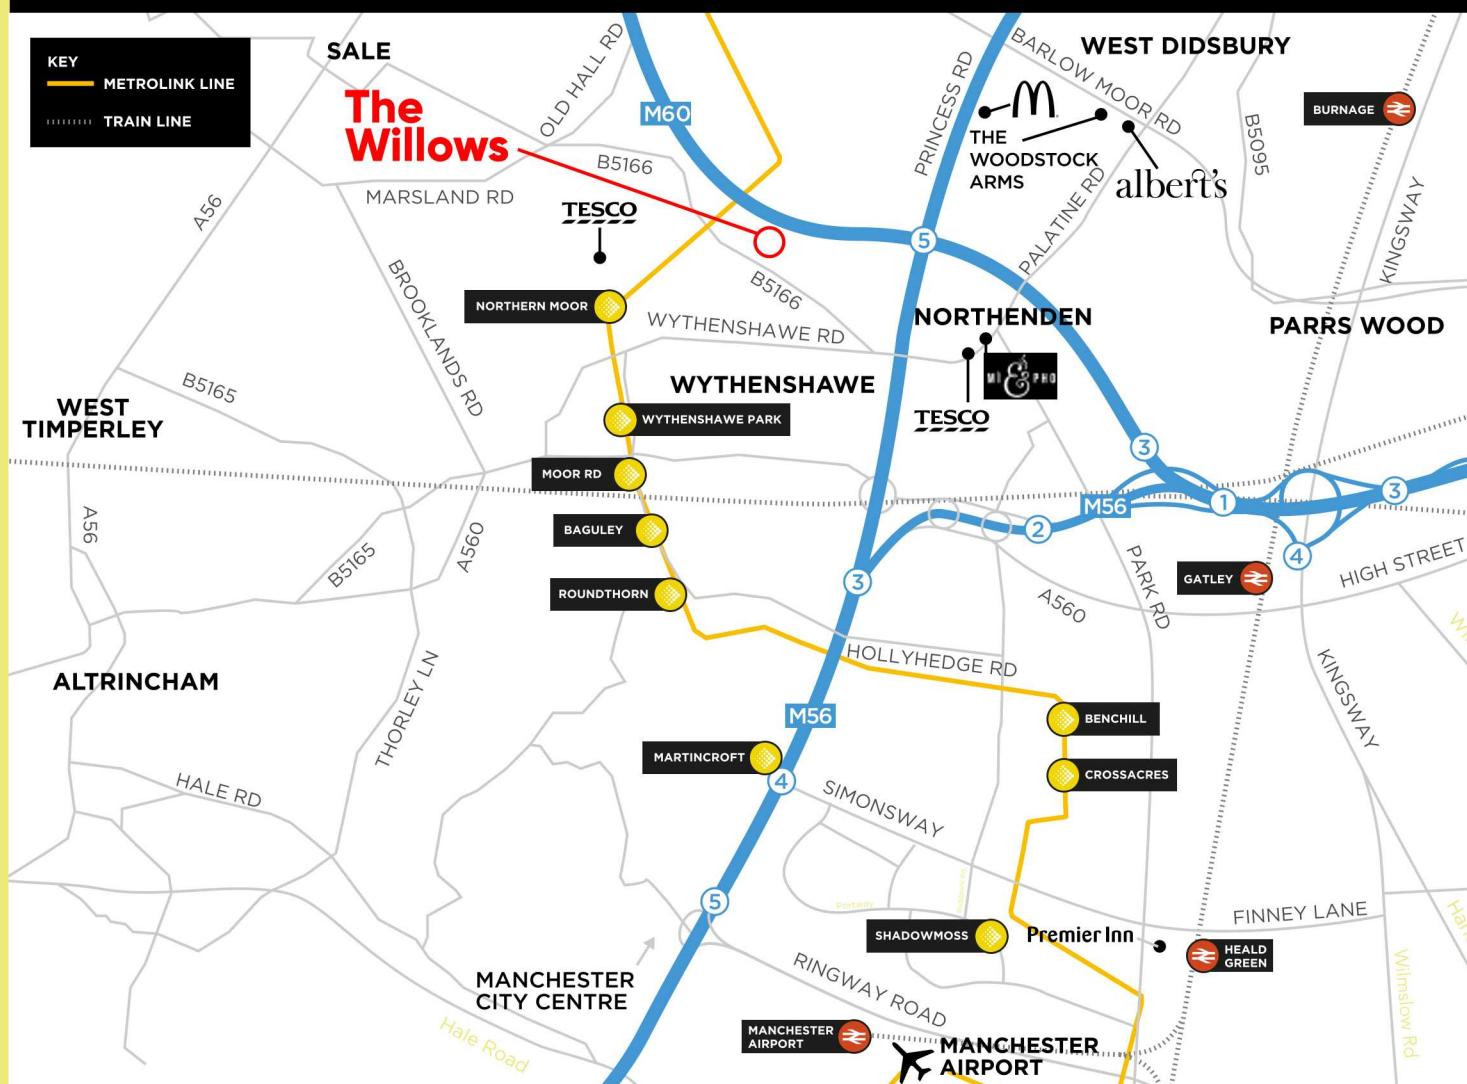 KEY
METROLINK LINE
TRAIN LINE
SALE
The
Willows
OLD HALL RD
M60
PRINCESS RD
BARLOW MOOR RD
WEST DIDSBURY
THE
WOODSTOCK
ARMS
albert's
B5095
BURNAGE
KINGSWAY
A56
MARSLAND RD
B5166
TESCO
PALATINE RD
5
BROOKLANDS RD
NORTHERN MOOR
B5166
WYTHENSHAWE RD
NORTHENDEN
PARRS WOOD
MI & PHO
TESCO
B5165
WEST
TIMPERLEY
WYTHENSHAWE
WYTHENSHAWE PARK
MOOR RD
3
M56
1
3
A56
B5165
A560
BAGULEY
2
4
PARK RD
HIGH STREET
GATLEY
3
ROUNDTHORN
A560
ALTRINCHAM
THORLEY LN
HOLLYHEDGE RD
KINGSWAY
M56
BENCHILL
MARTINCROFT
4
CROSSACRES
HALE RD
SIMONSWAY
5
Portway
FINNEY LANE
SHADOWMOSS
Premier Inn
HEALD
GREEN
MANCHESTER
CITY CENTRE
RINGWAY ROAD
Wilmslow Rd
Hale Road
MANCHESTER
AIRPORT
MANCHESTER
AIRPORT